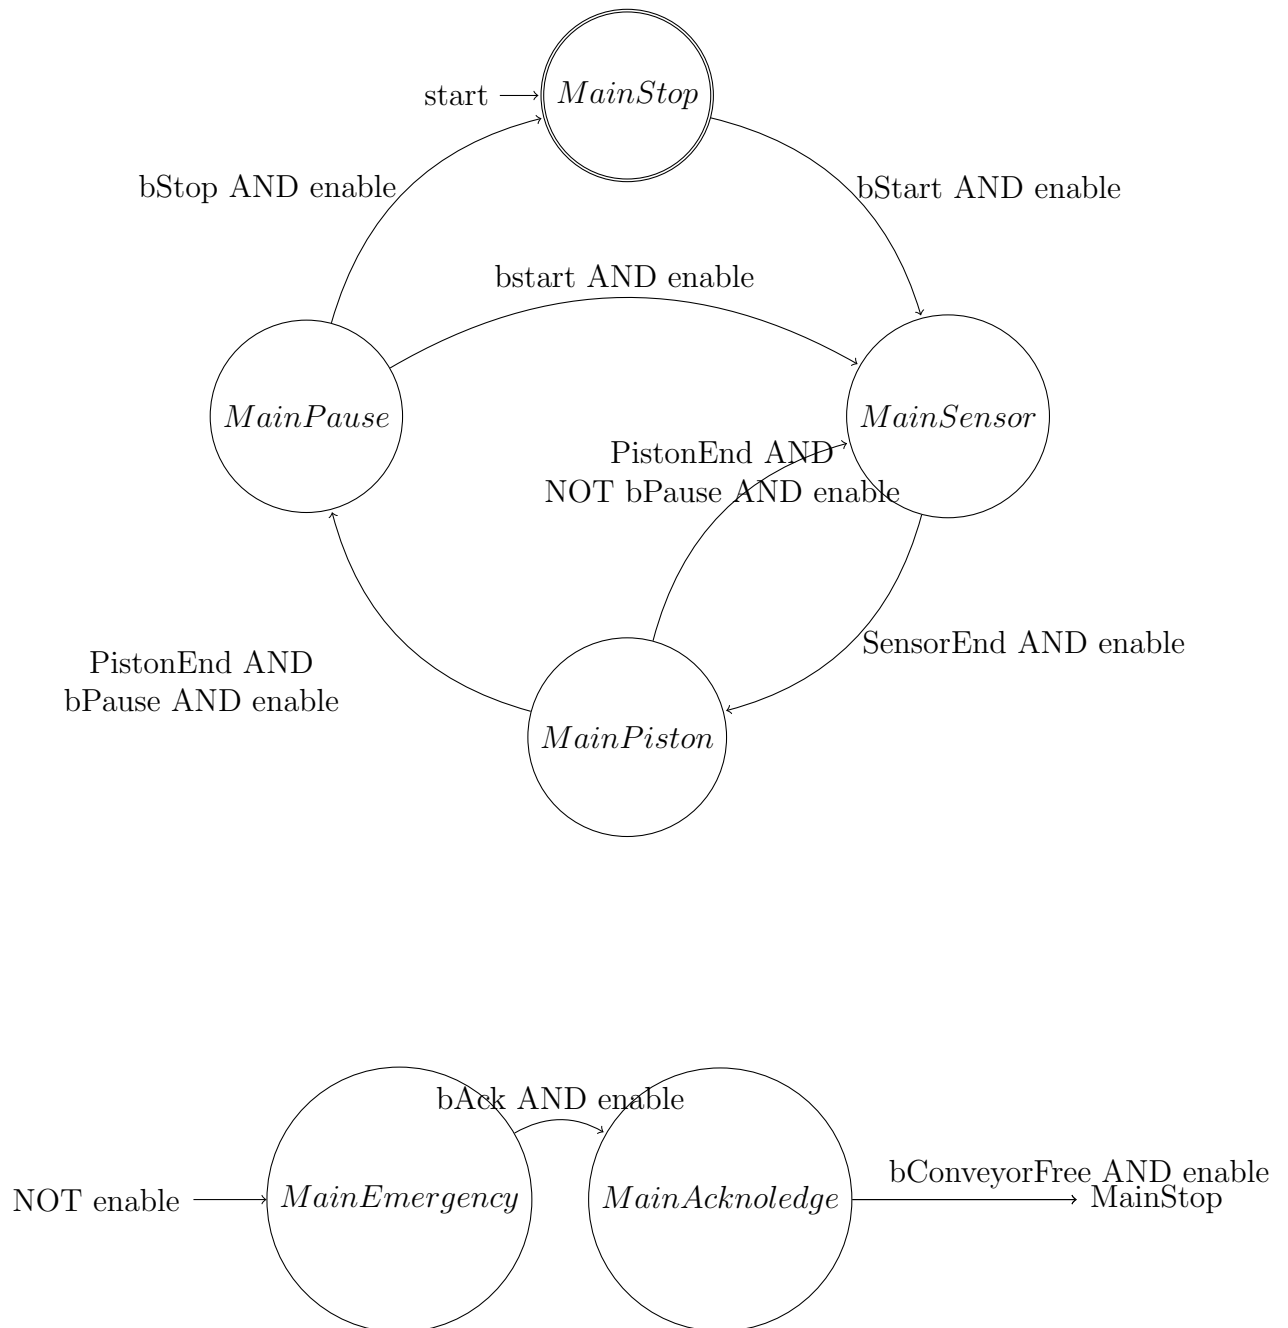 start
MainStop
bStop AND enable
bStart AND enable
bstart AND enable
MainPause
MainSensor
PistonEnd AND
NOT bPause AND enable
SensorEnd AND enable
PistonEnd AND
bPause AND enable
MainPiston
bAck AND enable
bConveyorFree AND enable
NOT enable
MainEmergency
MainAcknoledge
MainStop